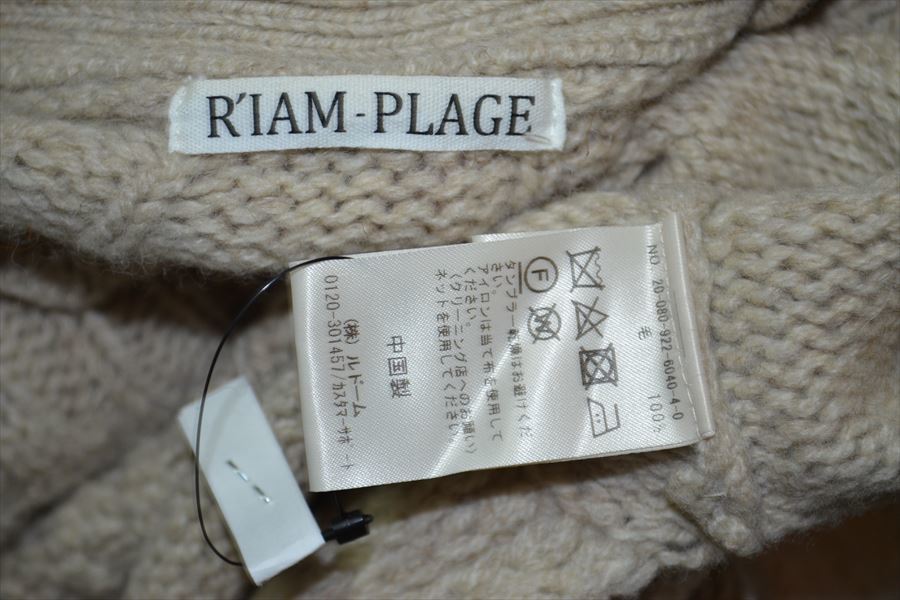 R'IAM-PLAGE
NO. 20-080-922-6040-4-0
毛 100%
F
タンブラー乾燥はお避けくだ
さい。
アイロンは当て布を使用して
ください。
(クリーニング店へのお願い)
ネットを使用してください
中国製
(株)ルドーム
0120-301457/カスタマーサポート